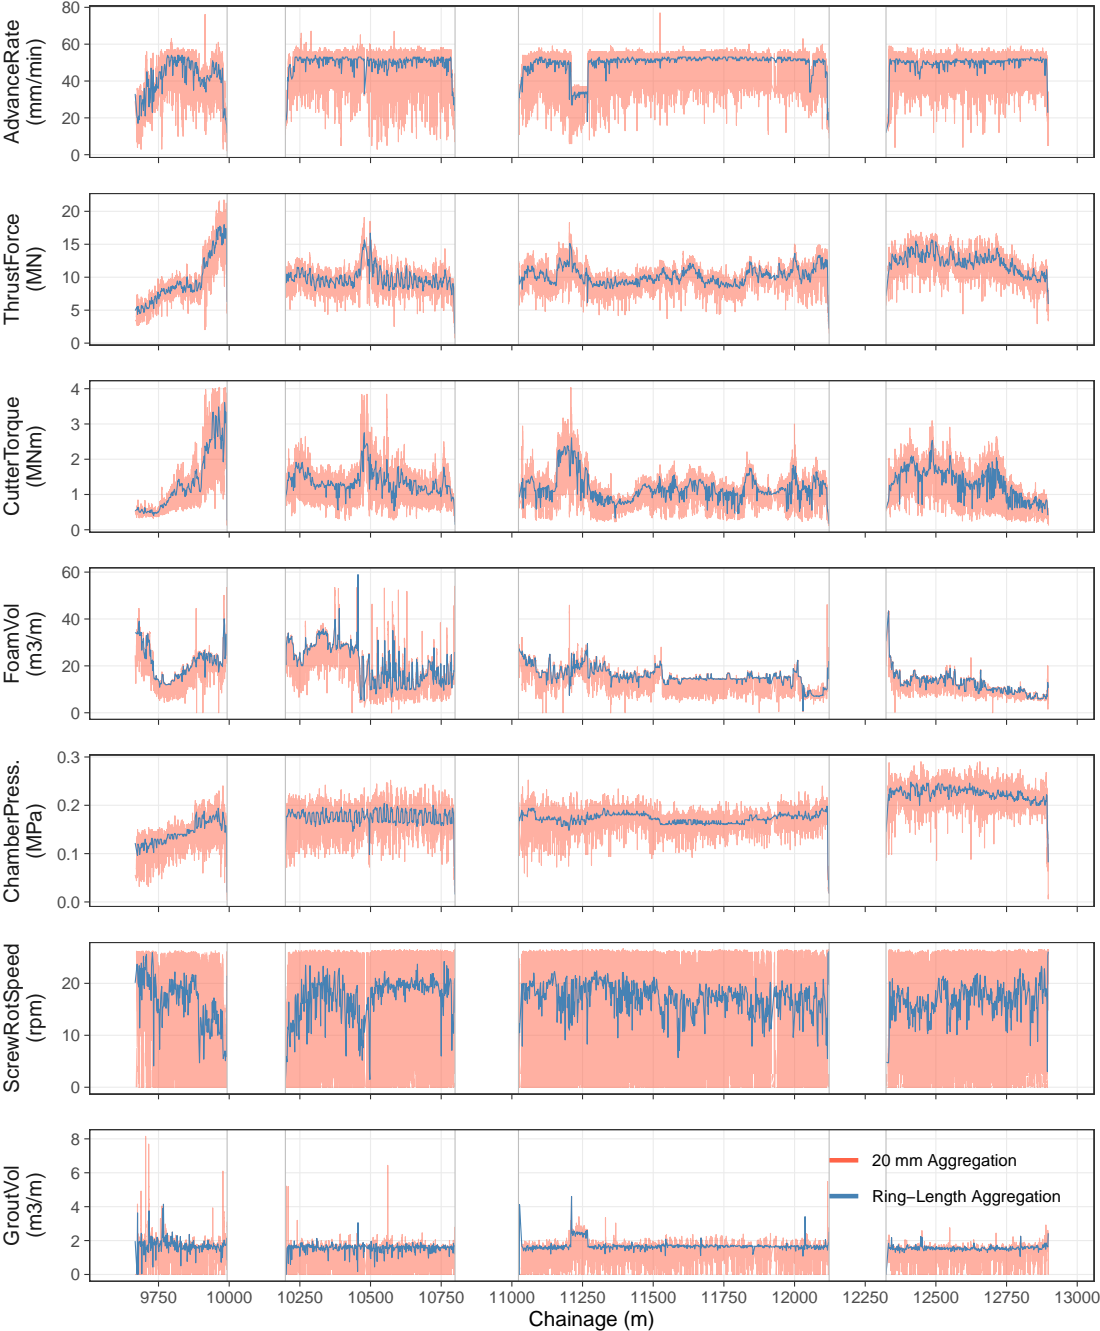 AdvanceRate
(mm/min)
80
60
40
20
0
ThrustForce
(MN)
20
15
10
5
0
CutterTorque
(MNm)
4
3
2
1
0
FoamVol
(m3/m)
60
40
20
0
ChamberPress.
(MPa)
0.3
0.2
0.1
0.0
ScrewRotSpeed
(rpm)
20
10
0
GroutVol
(m3/m)
8
6
4
2
0
20 mm Aggregation
Ring−Length Aggregation
9750 10000 10250 10500 10750 11000 11250 11500 11750 12000 12250 12500 12750 13000
Chainage (m)